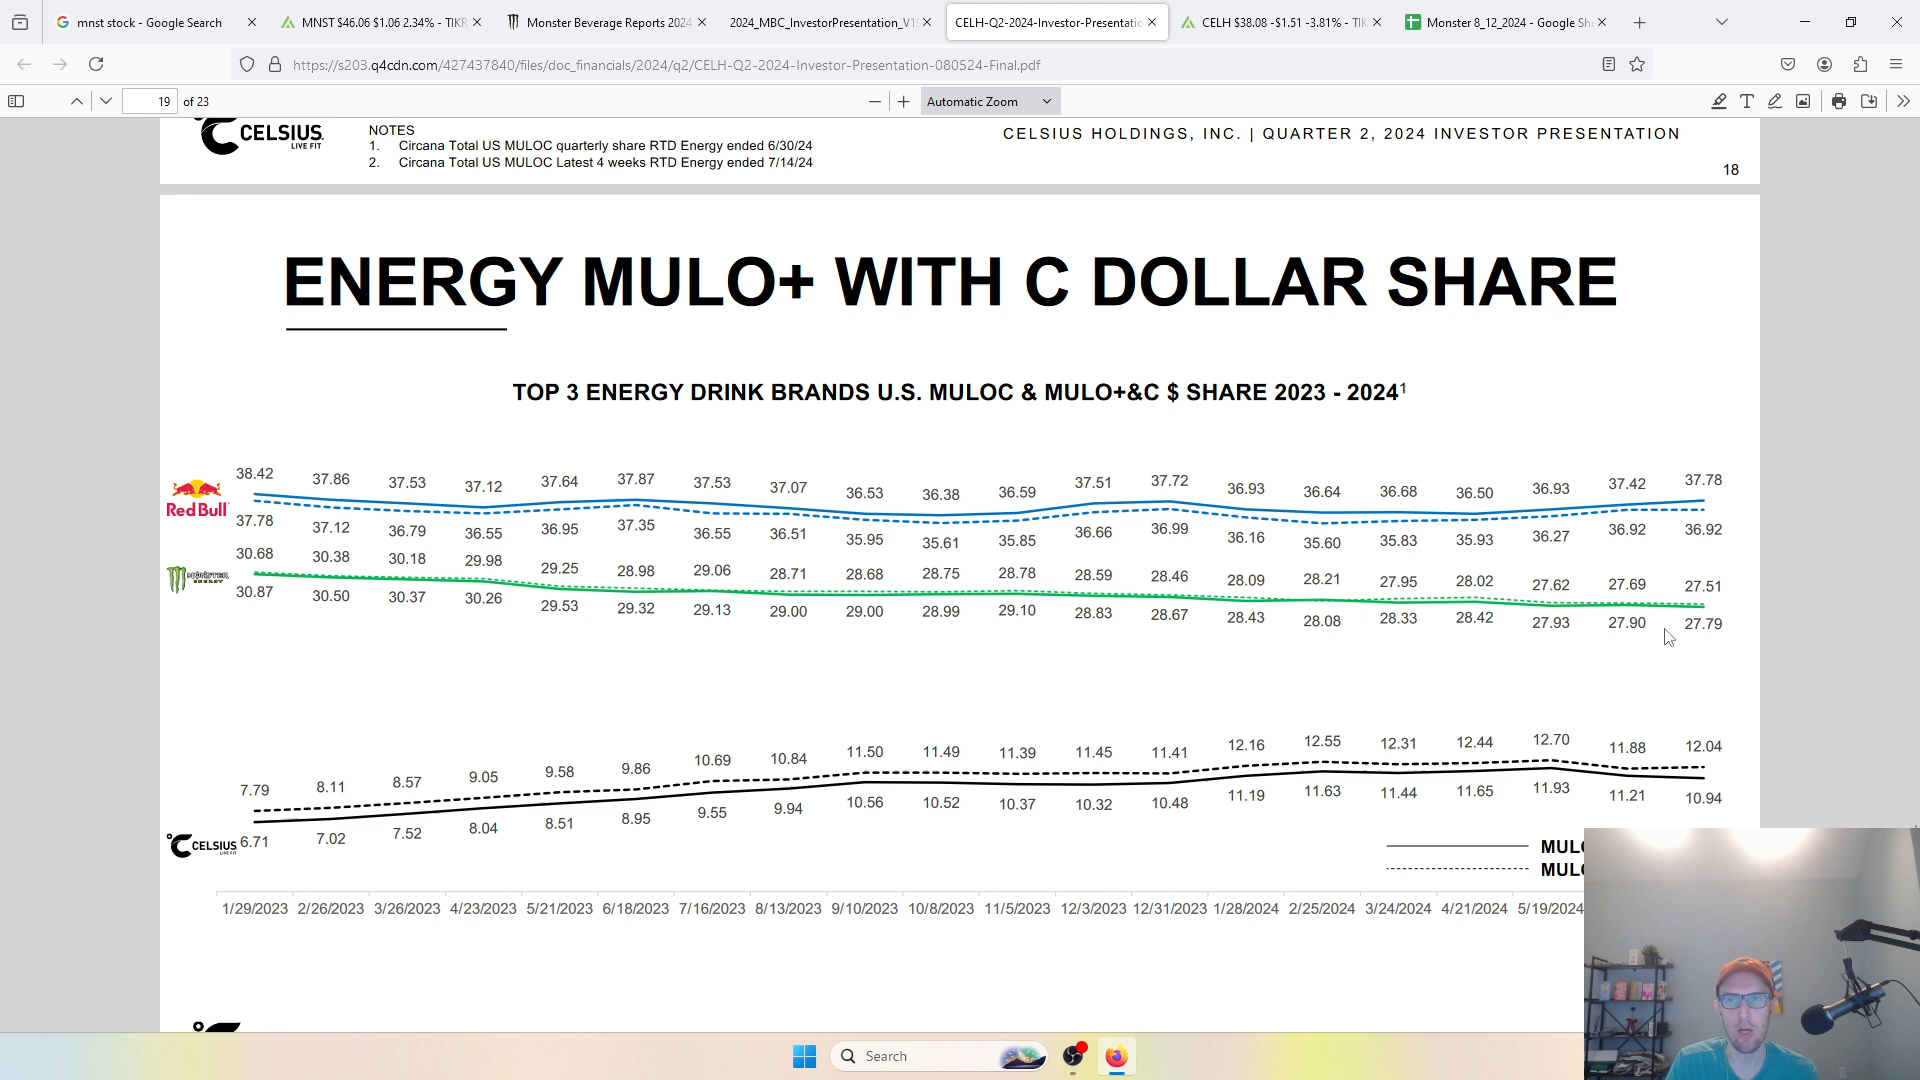 mnst stock - Google Search
MNST $46.06 $1.06 2.34% - TIKR
Monster Beverage Reports 2024
2024_MBC_InvestorPresentation_V1
CELH-Q2-2024-Investor-Presentatio
CELH $38.08 -$1.51 -3.81% - TIK
Monster 8_12_2024 - Google She
https://s203.q4cdn.com/427437840/files/doc_financials/2024/q2/CELH-Q2-2024-Investor-Presentation-080524-Final.pdf
19 of 23
Automatic Zoom
CELSIUS
LIVE FIT
NOTES
1. Circana Total US MULOC quarterly share RTD Energy ended 6/30/24
2. Circana Total US MULOC Latest 4 weeks RTD Energy ended 7/14/24
CELSIUS HOLDINGS, INC. | QUARTER 2, 2024 INVESTOR PRESENTATION
18
ENERGY MULO+ WITH C DOLLAR SHARE
TOP 3 ENERGY DRINK BRANDS U.S. MULOC & MULO+&C $ SHARE 2023 - 2024¹
38.42 37.86 37.53 37.12 37.64 37.87 37.53 37.07 36.53 36.38 36.59 37.51 37.72 36.93 36.64 36.68 36.50 36.93 37.42 37.78
Red Bull
37.78 37.12 36.79 36.55 36.95 37.35 36.55 36.51 35.95 35.61 35.85 36.66 36.99 36.16 35.60 35.83 35.93 36.27 36.92 36.92
30.68 30.38 30.18 29.98 29.25 28.98 29.06 28.71 28.68 28.75 28.78 28.59 28.46 28.09 28.21 27.95 28.02 27.62 27.69 27.51
MONSTER
ENERGY
30.87 30.50 30.37 30.26 29.53 29.32 29.13 29.00 29.00 28.99 29.10 28.83 28.67 28.43 28.08 28.33 28.42 27.93 27.90 27.79
7.79 8.11 8.57 9.05 9.58 9.86 10.69 10.84 11.50 11.49 11.39 11.45 11.41 12.16 12.55 12.31 12.44 12.70 11.88 12.04
CELSIUS
LIVE FIT
6.71 7.02 7.52 8.04 8.51 8.95 9.55 9.94 10.56 10.52 10.37 10.32 10.48 11.19 11.63 11.44 11.65 11.93 11.21 10.94
MULO
MULO
1/29/2023 2/26/2023 3/26/2023 4/23/2023 5/21/2023 6/18/2023 7/16/2023 8/13/2023 9/10/2023 10/8/2023 11/5/2023 12/3/2023 12/31/2023 1/28/2024 2/25/2024 3/24/2024 4/21/2024 5/19/2024
Search